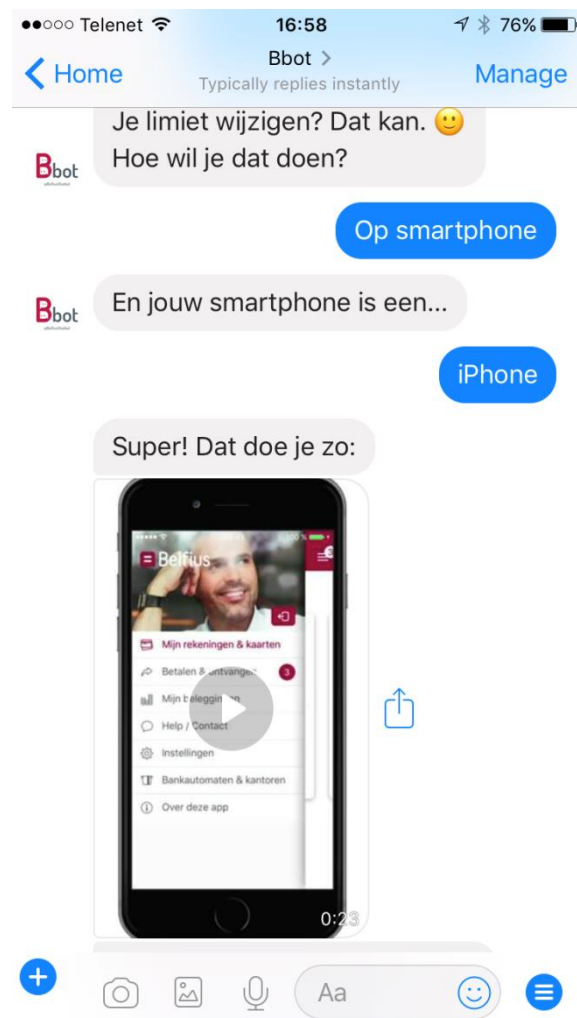 Telenet 16:58 76%
Home Bbot > Manage
Typically replies instantly
Je limiet wijzigen? Dat kan. 🙂
Hoe wil je dat doen?
Bbot
Op smartphone
En jouw smartphone is een...
Bbot
iPhone
Super! Dat doe je zo:
Belfius
Mijn rekeningen & kaarten
Betalen & ontvangen 3
Mijn beleggingen
Help / Contact
Instellingen
Bankautomaten & kantoren
Over deze app
0:23
Aa